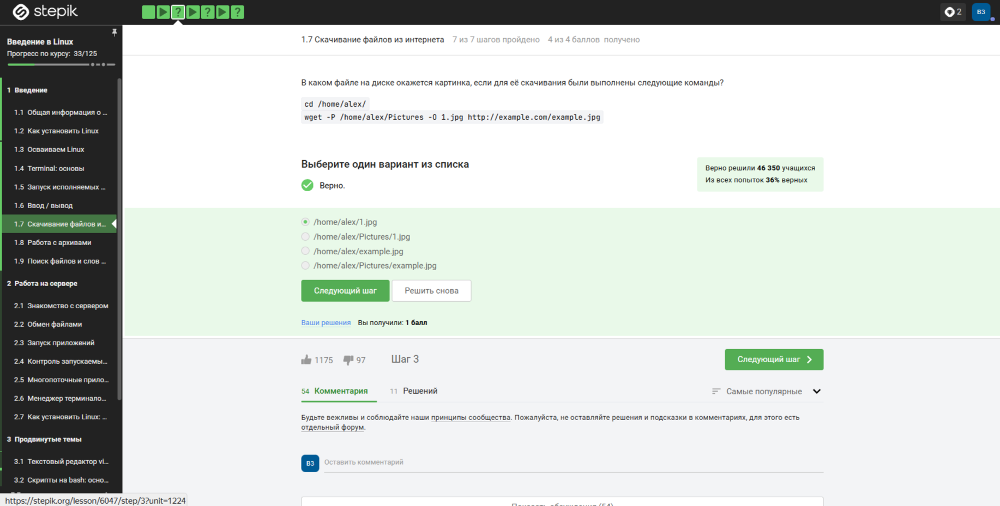 stepik
2
ВЗ
Введение в Linux
Прогресс по курсу: 33/125
1 Введение
1.1 Общая информация о ...
1.2 Как установить Linux
1.3 Осваиваем Linux
1.4 Terminal: основы
1.5 Запуск исполняемых ...
1.6 Ввод / вывод
1.7 Скачивание файлов и...
1.8 Работа с архивами
1.9 Поиск файлов и слов ...
2 Работа на сервере
2.1 Знакомство с сервером
2.2 Обмен файлами
2.3 Запуск приложений
2.4 Контроль запускаемы...
2.5 Многопоточные прило...
2.6 Менеджер терминало...
2.7 Как установить Linux: ...
3 Продвинутые темы
3.1 Текстовый редактор vi...
3.2 Скрипты на bash: осно...
https://stepik.org/lesson/6047/step/3?unit=1224
1.7 Скачивание файлов из интернета 7 из 7 шагов пройдено 4 из 4 баллов получено
В каком файле на диске окажется картинка, если для её скачивания были выполнены следующие команды?
cd /home/alex/
wget -P /home/alex/Pictures -O 1.jpg http://example.com/example.jpg
Выберите один вариант из списка
Верно.
Верно решили 46 350 учащихся
Из всех попыток 36% верных
/home/alex/1.jpg
/home/alex/Pictures/1.jpg
/home/alex/example.jpg
/home/alex/Pictures/example.jpg
Следующий шаг Решить снова
Ваши решения Вы получили: 1 балл
1175 97 Шаг 3 Следующий шаг
54 Комментария 11 Решений Самые популярные
Будьте вежливы и соблюдайте наши принципы сообщества. Пожалуйста, не оставляйте решения и подсказки в комментариях, для этого есть
отдельный форум.
ВЗ Оставить комментарий
Показать обсуждения (54)